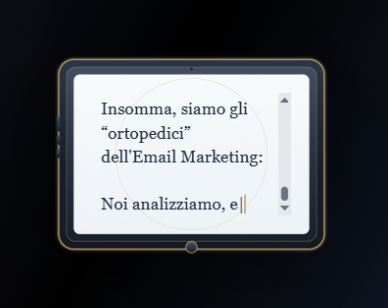 Insomma, siamo gli
“ortopedici”
dell'Email Marketing:
Noi analizziamo, e|